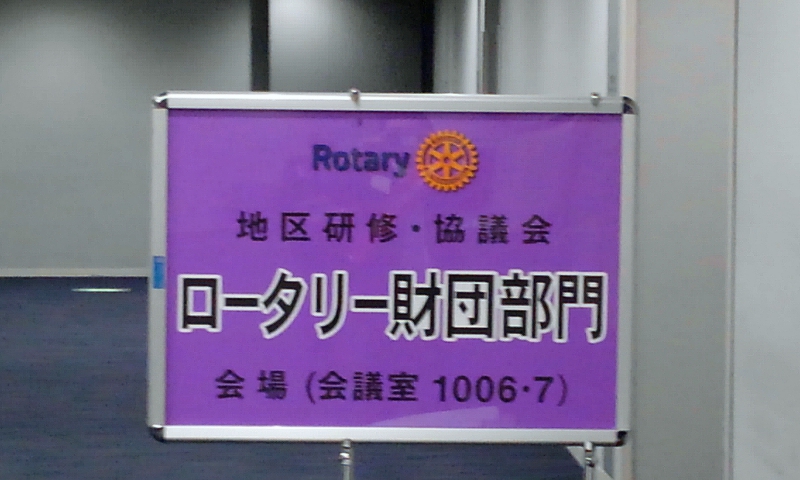 Rotary
地区研修・協議会
ロータリー財団部門
会場 (会議室 1006・7)